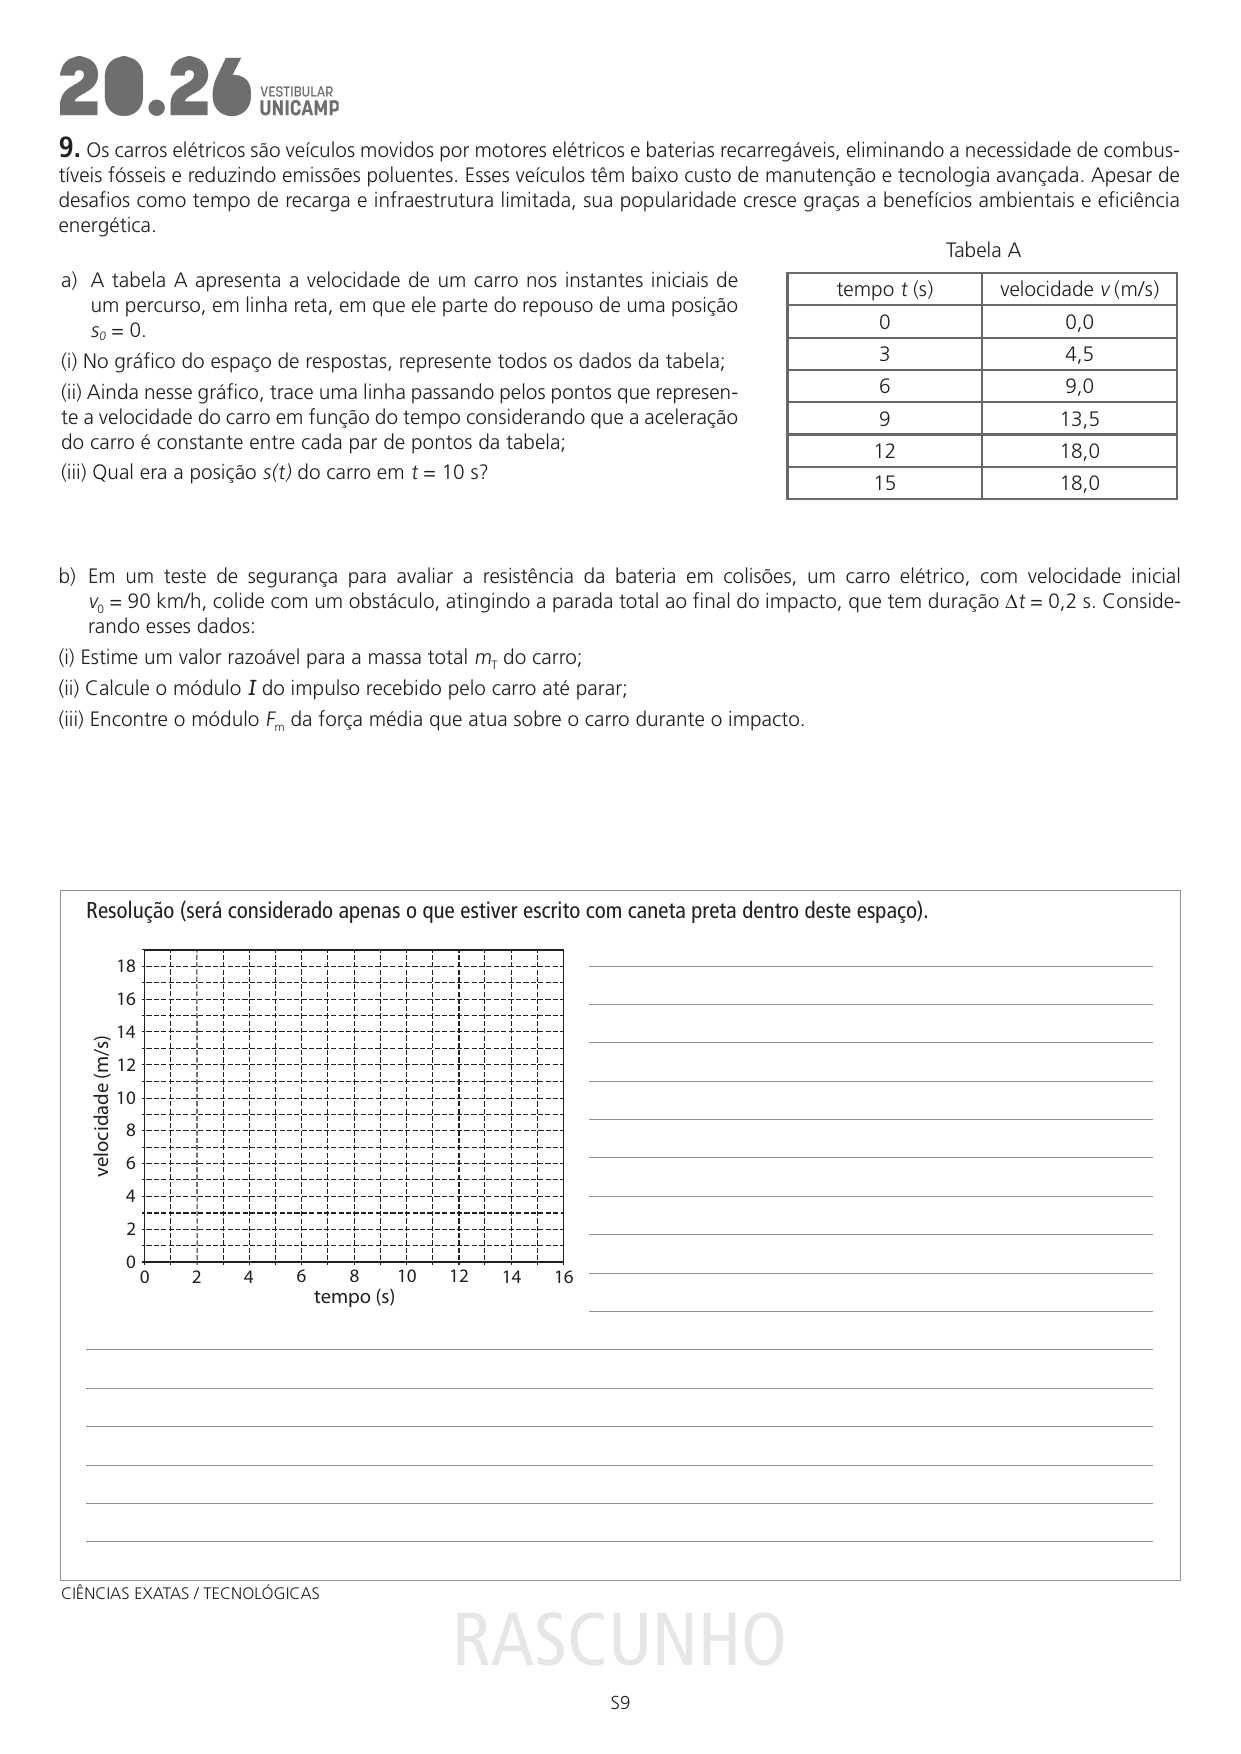 20.26 VESTIBULAR
UNICAMP
9. Os carros elétricos são veículos movidos por motores elétricos e baterias recarregáveis, eliminando a necessidade de combus-
tíveis fósseis e reduzindo emissões poluentes. Esses veículos têm baixo custo de manutenção e tecnologia avançada. Apesar de
desafios como tempo de recarga e infraestrutura limitada, sua popularidade cresce graças a benefícios ambientais e eficiência
energética.
a) A tabela A apresenta a velocidade de um carro nos instantes iniciais de
um percurso, em linha reta, em que ele parte do repouso de uma posição
s0 = 0.
(i) No gráfico do espaço de respostas, represente todos os dados da tabela;
(ii) Ainda nesse gráfico, trace uma linha passando pelos pontos que represen-
te a velocidade do carro em função do tempo considerando que a aceleração
do carro é constante entre cada par de pontos da tabela;
(iii) Qual era a posição s(t) do carro em t = 10 s?
Tabela A
tempo t (s) velocidade v (m/s)
0 0,0
3 4,5
6 9,0
9 13,5
12 18,0
15 18,0
b) Em um teste de segurança para avaliar a resistência da bateria em colisões, um carro elétrico, com velocidade inicial
v0 = 90 km/h, colide com um obstáculo, atingindo a parada total ao final do impacto, que tem duração Δt = 0,2 s. Conside-
rando esses dados:
(i) Estime um valor razoável para a massa total mT do carro;
(ii) Calcule o módulo I do impulso recebido pelo carro até parar;
(iii) Encontre o módulo Fm da força média que atua sobre o carro durante o impacto.
Resolução (será considerado apenas o que estiver escrito com caneta preta dentro deste espaço).
velocidade (m/s)
18
16
14
12
10
8
6
4
2
0
0 2 4 6 8 10 12 14 16
tempo (s)
CIÊNCIAS EXATAS / TECNOLÓGICAS
RASCUNHO
S9